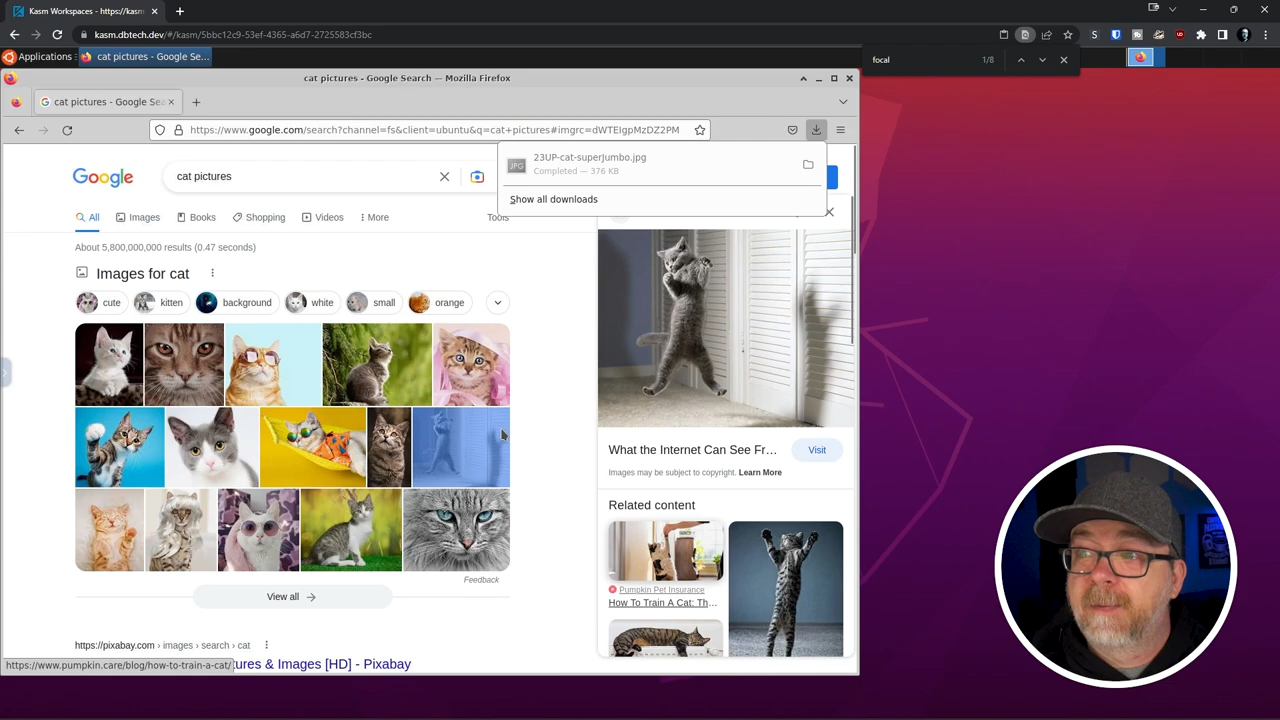 Kasm Workspaces - https://kasm
kasm.dbtech.dev/#/kasm/5bbc12c9-53ef-4365-a6d7-2725583cf3bc
Applications
cat pictures - Google Se...
focal
1/8
cat pictures - Google Search — Mozilla Firefox
cat pictures - Google Sea
https://www.google.com/search?channel=fs&client=ubuntu&q=cat+pictures#imgrc=dWTEIgpMzDZ2PM
JPG
23UP-cat-superJumbo.jpg
Completed — 376 KB
Show all downloads
Google
cat pictures
All
Images
Books
Shopping
Videos
More
Tools
About 5,800,000,000 results (0.47 seconds)
Images for cat
cute
kitten
background
white
small
orange
What the Internet Can See Fr...
Visit
Images may be subject to copyright. Learn More
Related content
Pumpkin Pet Insurance
How To Train A Cat: Th...
Feedback
View all
https://pixabay.com › images › search › cat
https://www.pumpkin.care/blog/how-to-train-a-cat/
ures & Images [HD] - Pixabay